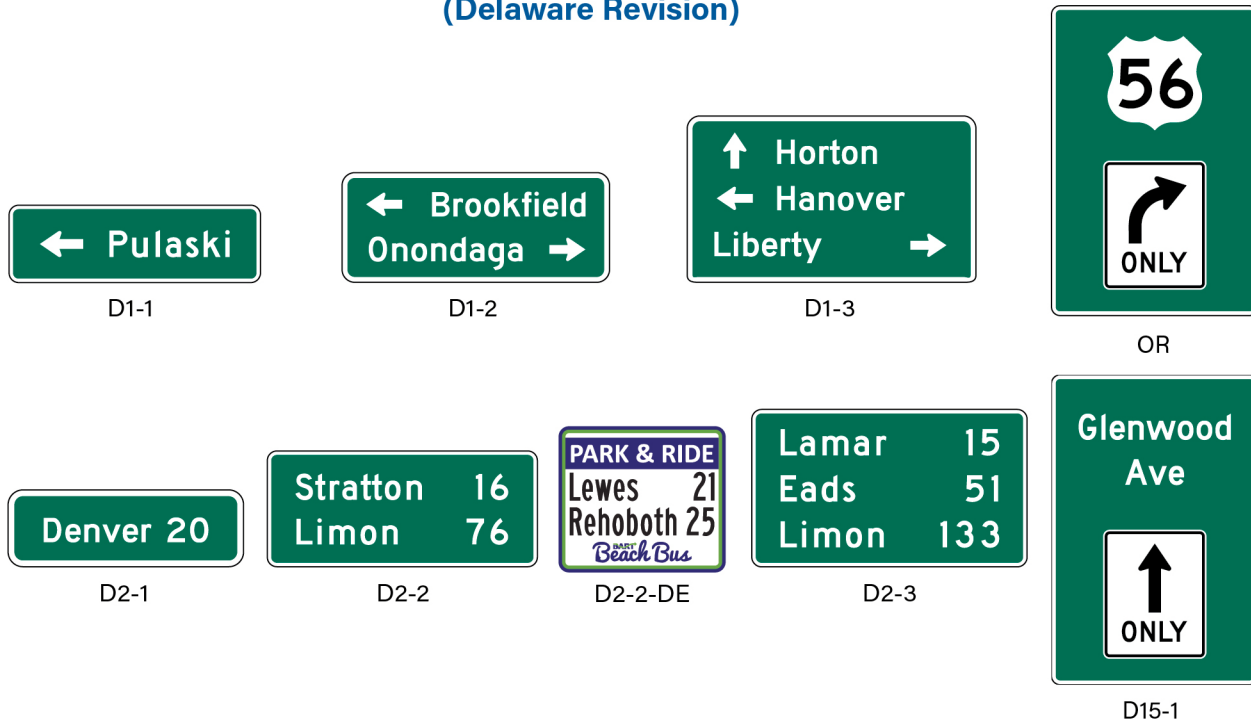 (Delaware Revision)
← Pulaski
D1-1
← Brookfield
Onondaga →
D1-2
↑ Horton
← Hanover
Liberty →
D1-3
56
ONLY
OR
Denver 20
D2-1
Stratton 16
Limon 76
D2-2
PARK & RIDE
Lewes 21
Rehoboth 25
DART
Beach Bus
D2-2-DE
Lamar 15
Eads 51
Limon 133
D2-3
Glenwood
Ave
ONLY
D15-1